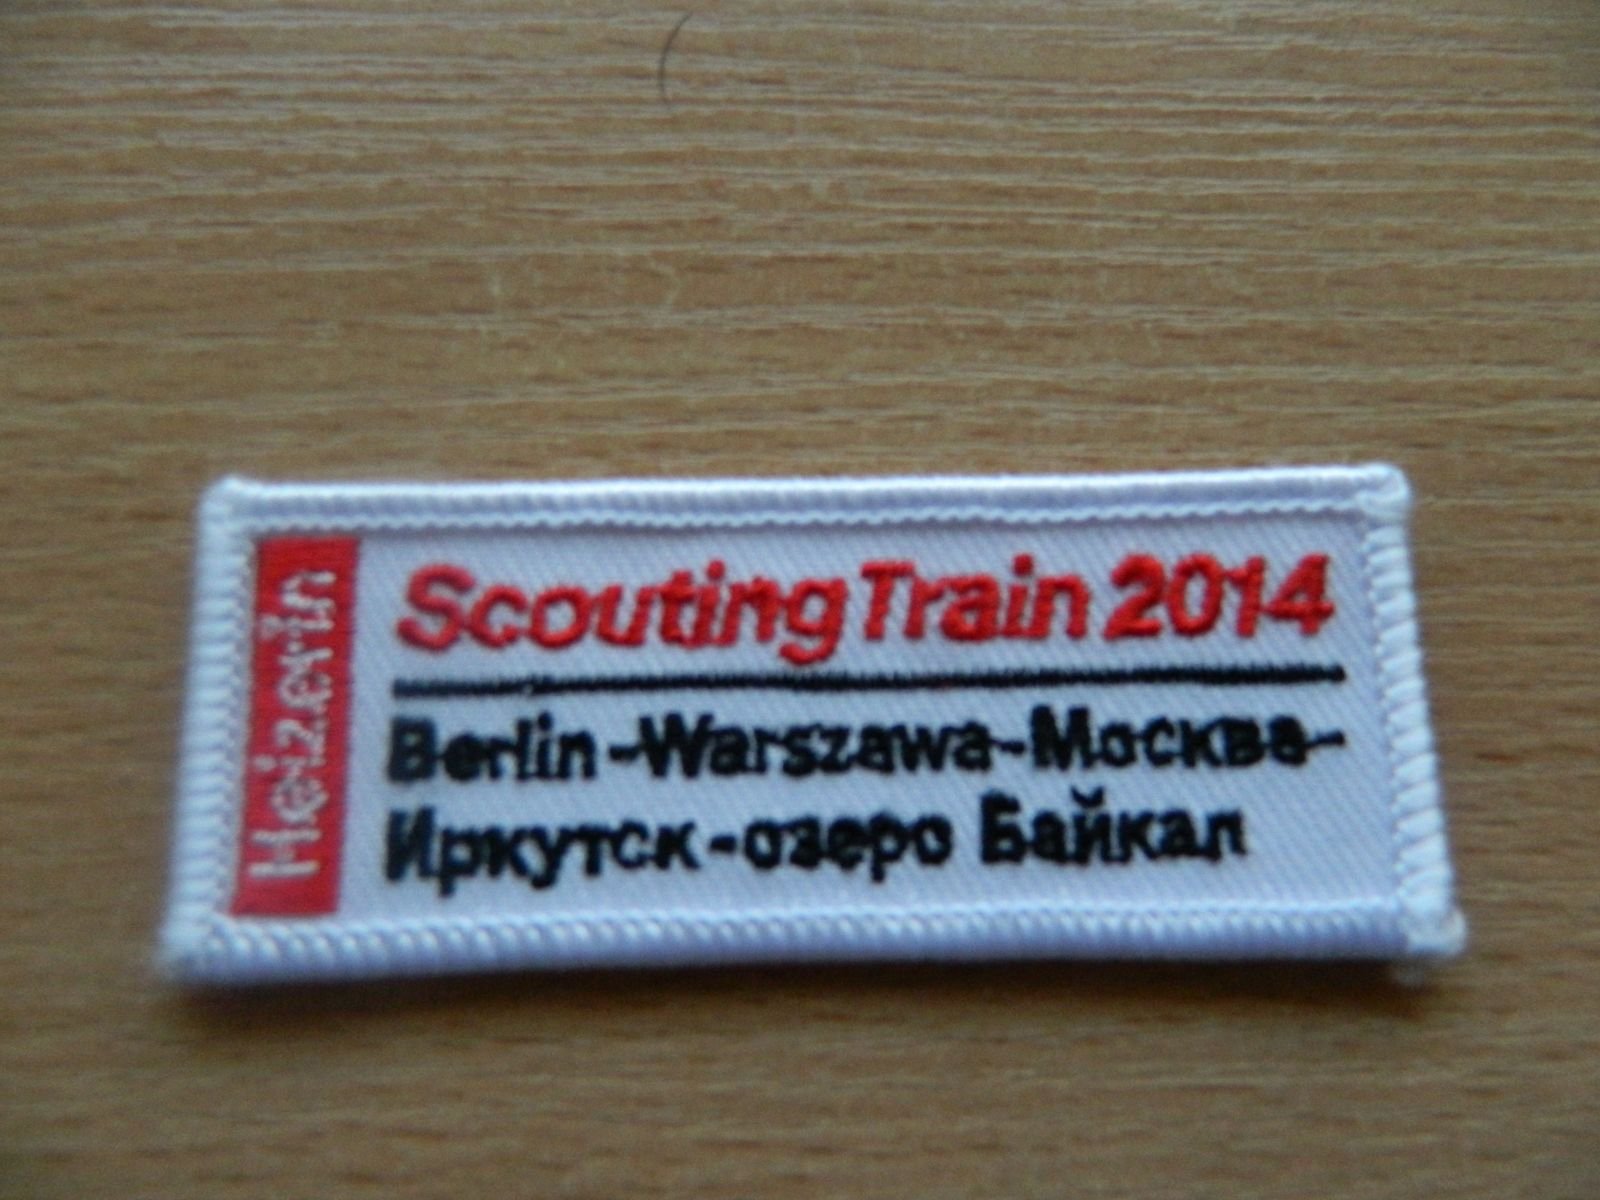 Heizerin
Scouting Train 2014
Berlin-Warszawa-Москва-
Иркутск-озеро Байкал